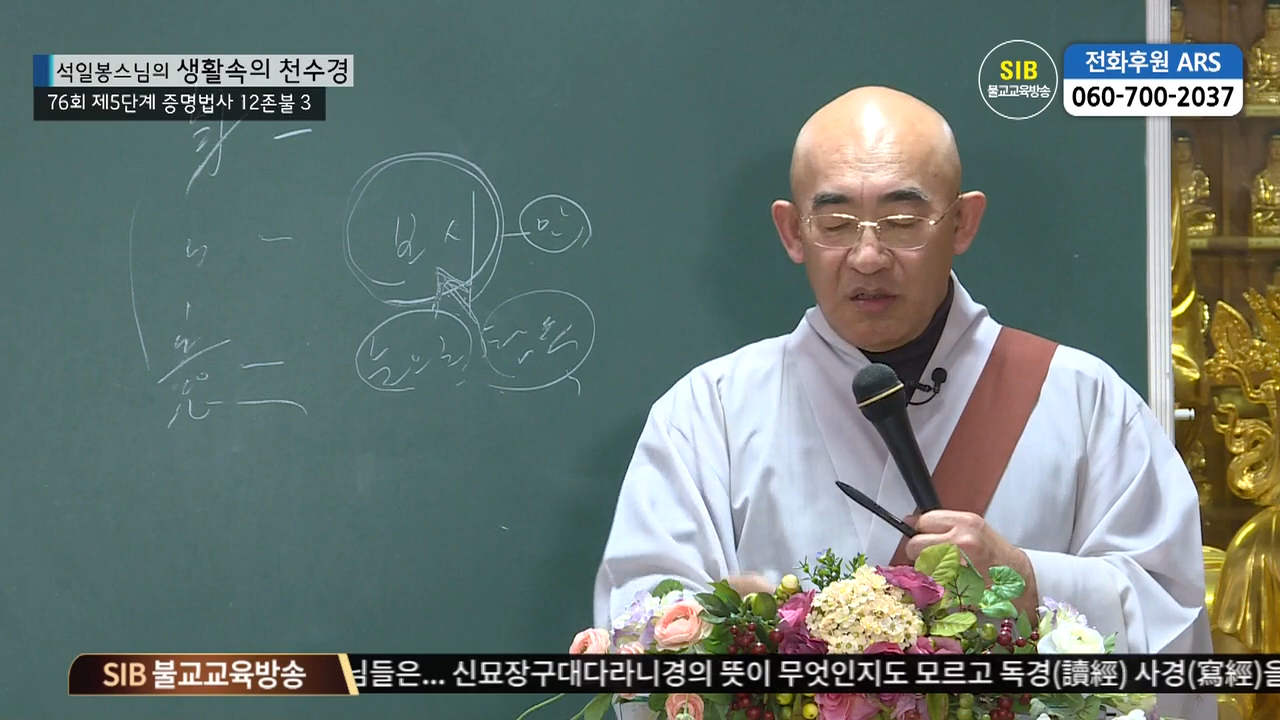 석일봉스님의 생활속의 천수경
76회 제5단계 증명법사 12존불 3
SIB
불교교육방송
전화후원 ARS
060-700-2037
보시
만
SIB 불교교육방송
님들은... 신묘장구대다라니경의 뜻이 무엇인지도 모르고 독경(讀經) 사경(寫經)을